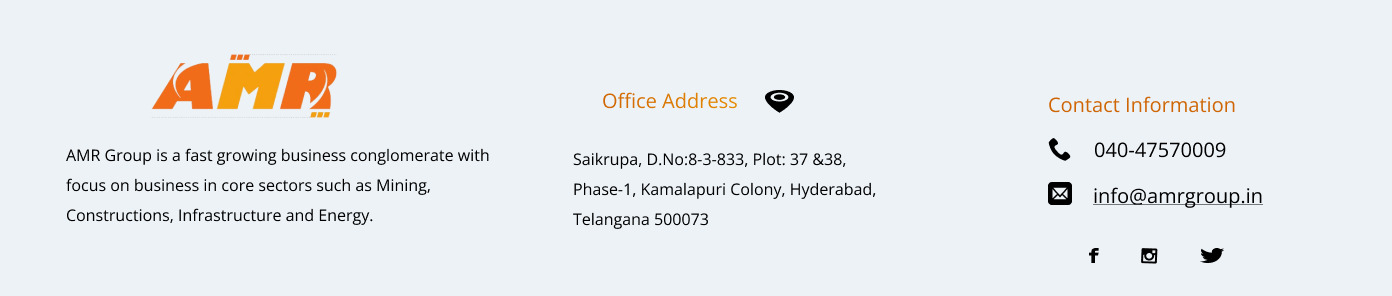 AMR
AMR Group is a fast growing business conglomerate with
focus on business in core sectors such as Mining,
Constructions, Infrastructure and Energy.
Office Address
Saikrupa, D.No:8-3-833, Plot: 37 &38,
Phase-1, Kamalapuri Colony, Hyderabad,
Telangana 500073
Contact Information
040-47570009
info@amrgroup.in